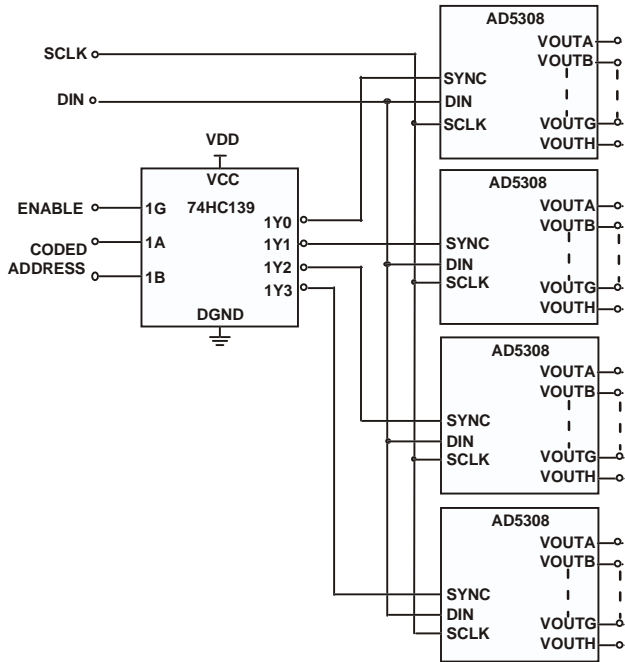 SCLK
DIN
ENABLE
CODED
ADDRESS
VDD
VCC
74HC139
1G
1A
1B
1Y0
1Y1
1Y2
1Y3
DGND
AD5308
SYNC
DIN
SCLK
VOUTA
VOUTB
VOUTG
VOUTH
AD5308
SYNC
DIN
SCLK
VOUTA
VOUTB
VOUTG
VOUTH
AD5308
SYNC
DIN
SCLK
VOUTA
VOUTB
VOUTG
VOUTH
AD5308
SYNC
DIN
SCLK
VOUTA
VOUTB
VOUTG
VOUTH